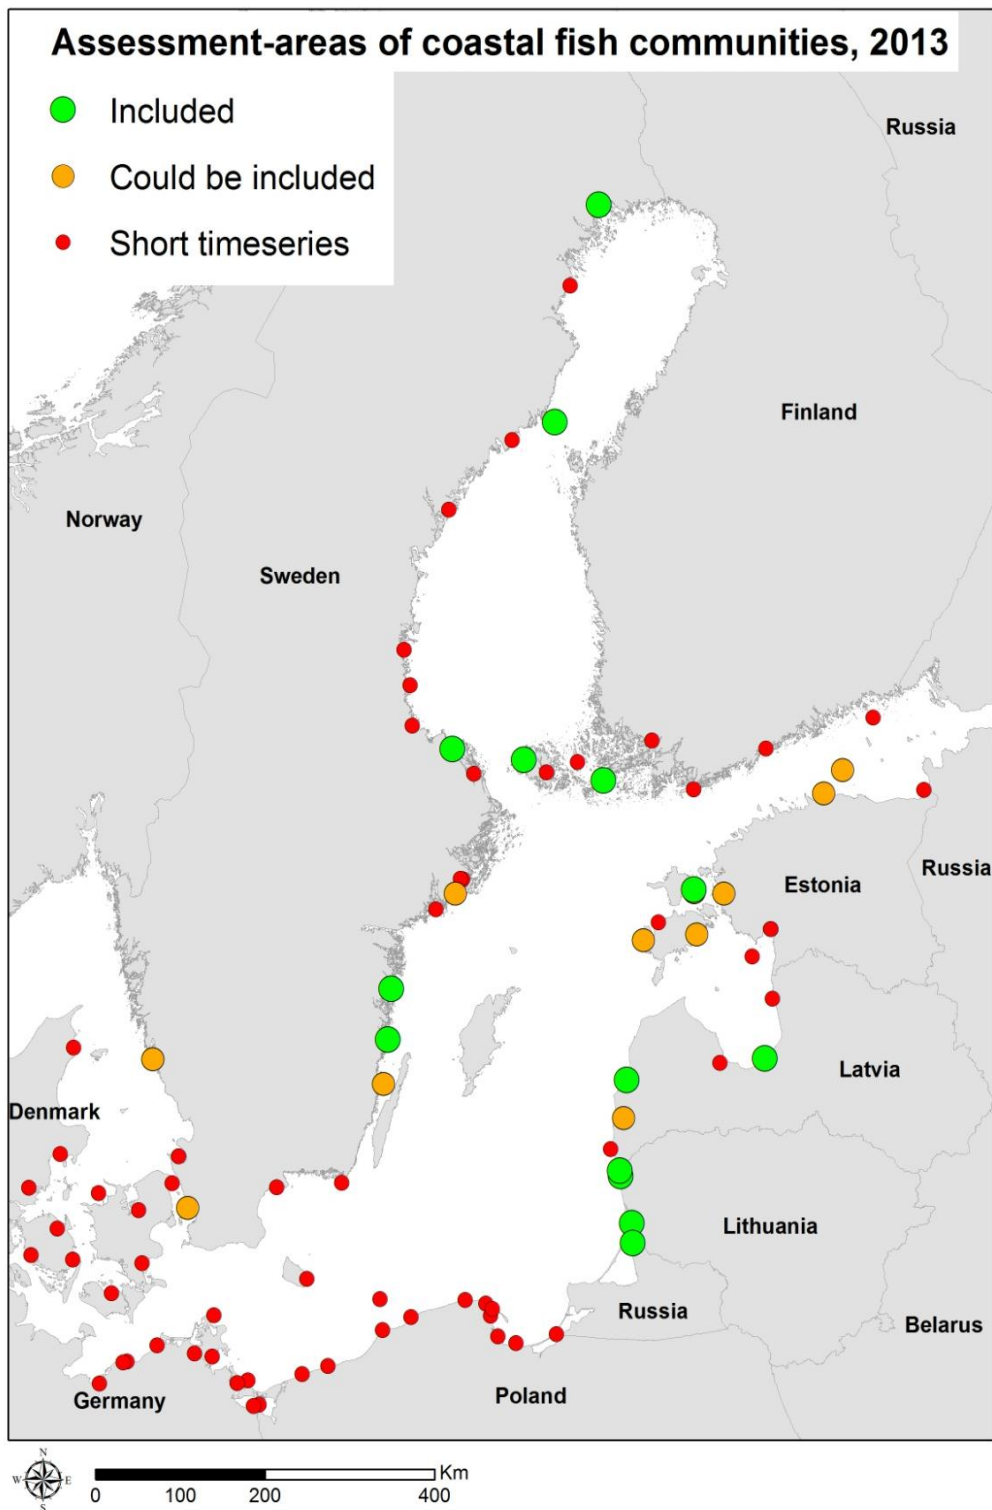 Assessment-areas of coastal fish communities, 2013
Included
Could be included
Short timeseries
Russia
Finland
Norway
Sweden
Estonia
Russia
Latvia
Denmark
Lithuania
Russia
Belarus
Poland
Germany
N
W E
S
Km
0 100 200 400